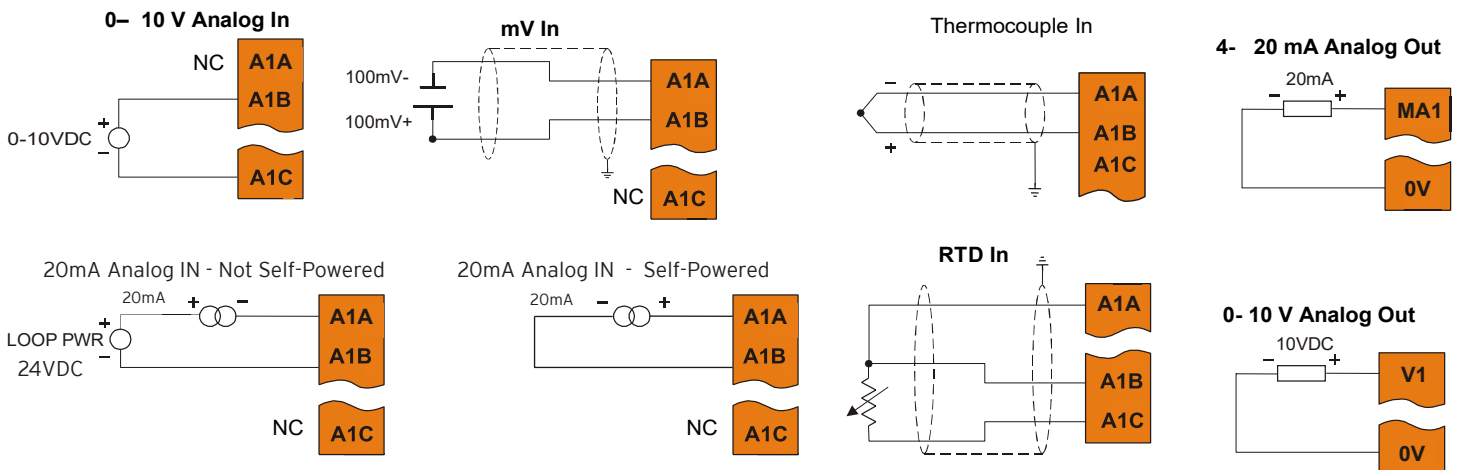 0– 10 V Analog In
NC
A1A
A1B
0-10VDC
+
–
A1C
mV In
100mV-
100mV+
A1A
A1B
NC
A1C
Thermocouple In
–
+
A1A
A1B
A1C
4- 20 mA Analog Out
20mA
– +
MA1
0V
20mA Analog IN - Not Self-Powered
20mA
+ –
+
LOOP PWR
–
24VDC
A1A
A1B
NC
A1C
20mA Analog IN - Self-Powered
20mA
– +
A1A
A1B
NC
A1C
RTD In
A1A
A1B
A1C
0- 10 V Analog Out
10VDC
– +
V1
0V